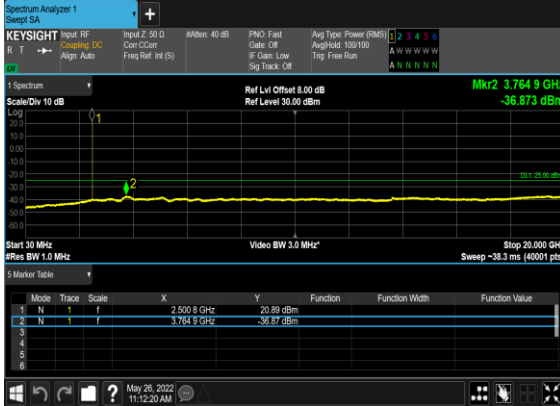 Spectrum Analyzer 1
Swept SA
+
KEYSIGHT
R T
Input: RF
Coupling: DC
Align: Auto
Input Z: 50 Ω
Corr CCorr
Freq Ref: Int (S)
#Atten: 40 dB
PNO: Fast
Gate: Off
IF Gain: Low
Sig Track: Off
Avg Type: Power (RMS)
Avg|Hold: 100/100
Trig: Free Run
1 2 3 4 5 6
A W W W W W
A N N N N N
1 Spectrum
Scale/Div 10 dB
Ref Lvl Offset 8.00 dB
Ref Level 30.00 dBm
Mkr2 3.764 9 GHz
-36.873 dBm
Log
20.0
10.0
0.00
-10.0
-20.0
-30.0
-40.0
-50.0
-60.0
1
2
DL1 -25.00 dBm
Start 30 MHz
#Res BW 1.0 MHz
Video BW 3.0 MHz*
Stop 20.000 GHz
Sweep ~38.3 ms (40001 pts)
5 Marker Table
Mode Trace Scale X Y Function Function Width Function Value
1 N 1 f 2.500 8 GHz 20.89 dBm
2 N 1 f 3.764 9 GHz -36.87 dBm
3
4
5
6
?
May 26, 2022
11:12:20 AM